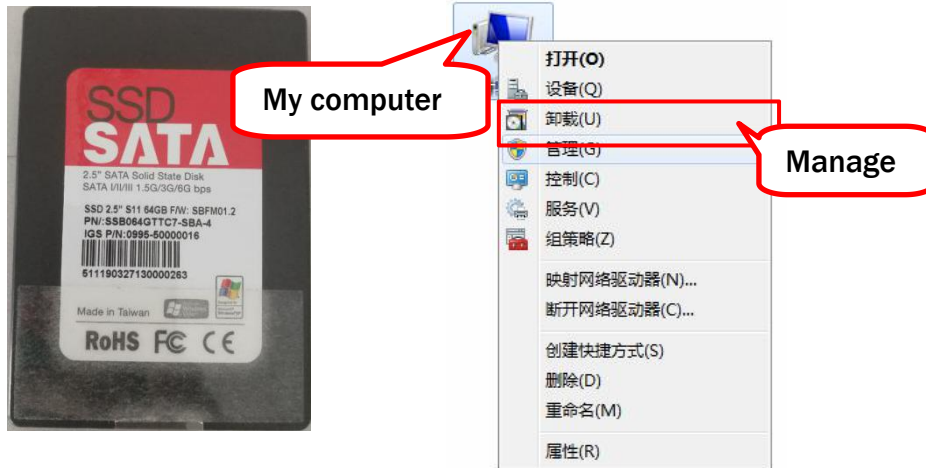 SSD
SATA
2.5" SATA Solid State Disk
SATA I/II/III 1.5G/3G/6G bps
SSD 2.5" S11 64GB F/W: SBFM01.2
PN/:SSB064GTTC7-SBA-4
IGS P/N:0995-50000016
511190327130000263
Made in Taiwan
RoHS FC CE
My computer
打开(O)
设备(Q)
卸载(U)
管理(G)
控制(C)
服务(V)
组策略(Z)
映射网络驱动器(N)...
断开网络驱动器(C)...
创建快捷方式(S)
删除(D)
重命名(M)
属性(R)
Manage